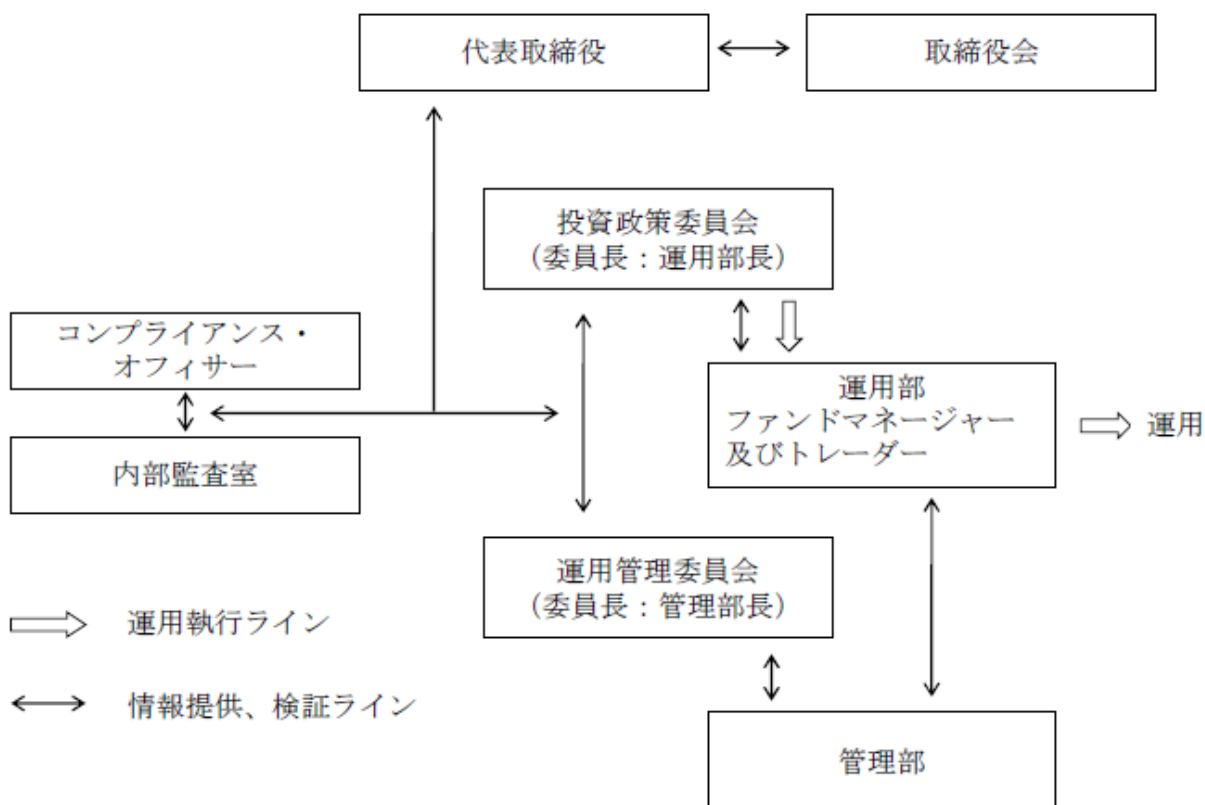 代表取締役
取締役会
投資政策委員会
（委員長：運用部長）
コンプライアンス・
オフィサー
運用部
ファンドマネージャー
及びトレーダー
運用
内部監査室
運用管理委員会
（委員長：管理部長）
運用執行ライン
情報提供、検証ライン
管理部